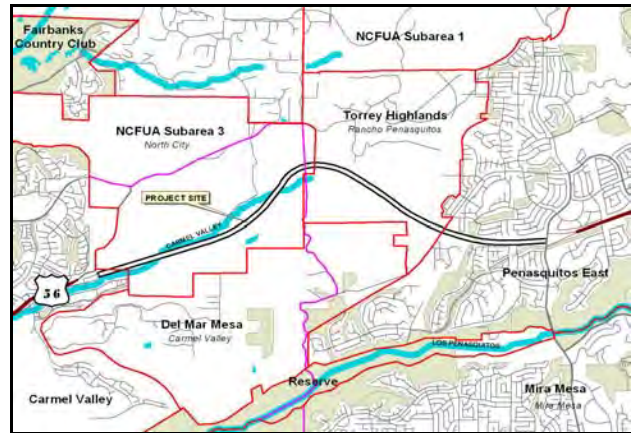 Fairbanks
Country Club
NCFUA Subarea 1
Torrey Highlands
Rancho Penasquitos
NCFUA Subarea 3
North City
PROJECT SITE
CARMEL VALLEY
56
Penasquitos East
Del Mar Mesa
Carmel Valley
LOS PENASQUITOS
Reserve
Carmel Valley
Mira Mesa
Mira Mesa